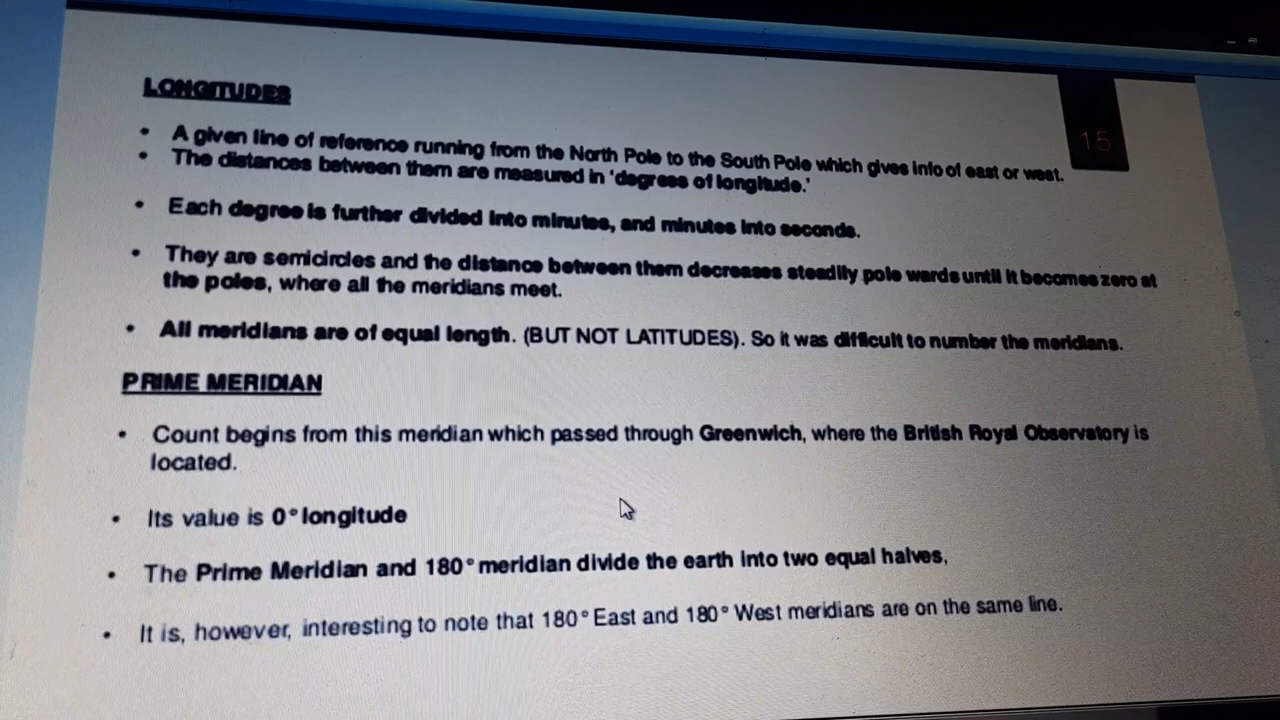 15
LONGITUDES
• A given line of reference running from the North Pole to the South Pole which gives info of east or west.
• The distances between them are measured in 'degrees of longitude.'
• Each degree is further divided into minutes, and minutes into seconds.
• They are semicircles and the distance between them decreases steadily pole wards until it becomes zero at
the poles, where all the meridians meet.
• All meridians are of equal length. (BUT NOT LATITUDES). So it was difficult to number the meridians.
PRIME MERIDIAN
• Count begins from this meridian which passed through Greenwich, where the British Royal Observatory is
located.
• Its value is 0° longitude
• The Prime Meridian and 180° meridian divide the earth into two equal halves,
• It is, however, interesting to note that 180° East and 180° West meridians are on the same line.